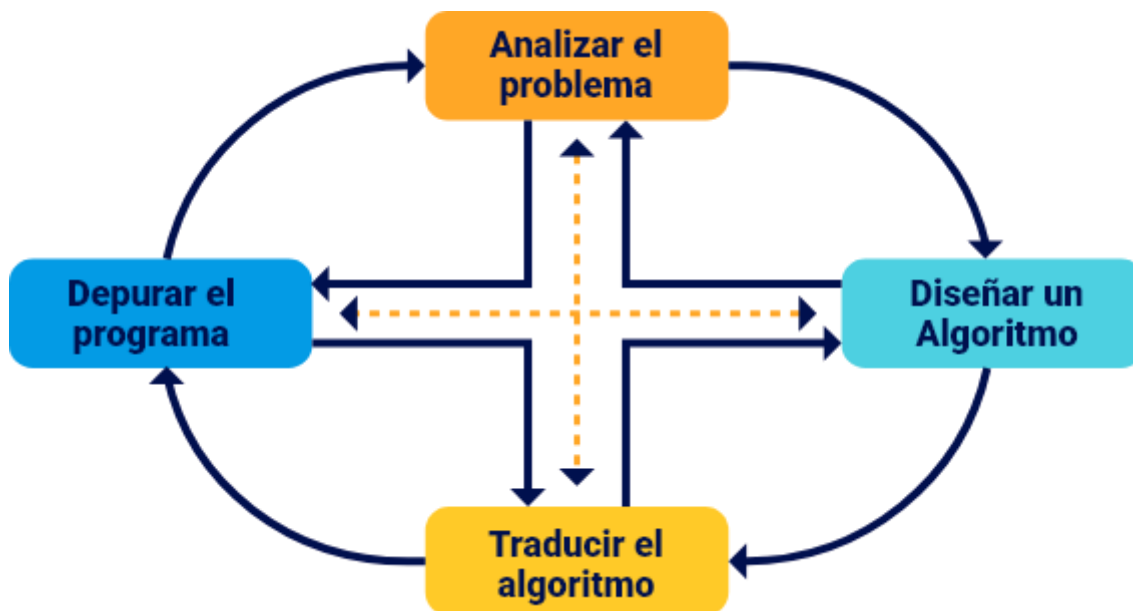 Analizar el
problema
Depurar el
programa
Diseñar un
Algoritmo
Traducir el
algoritmo